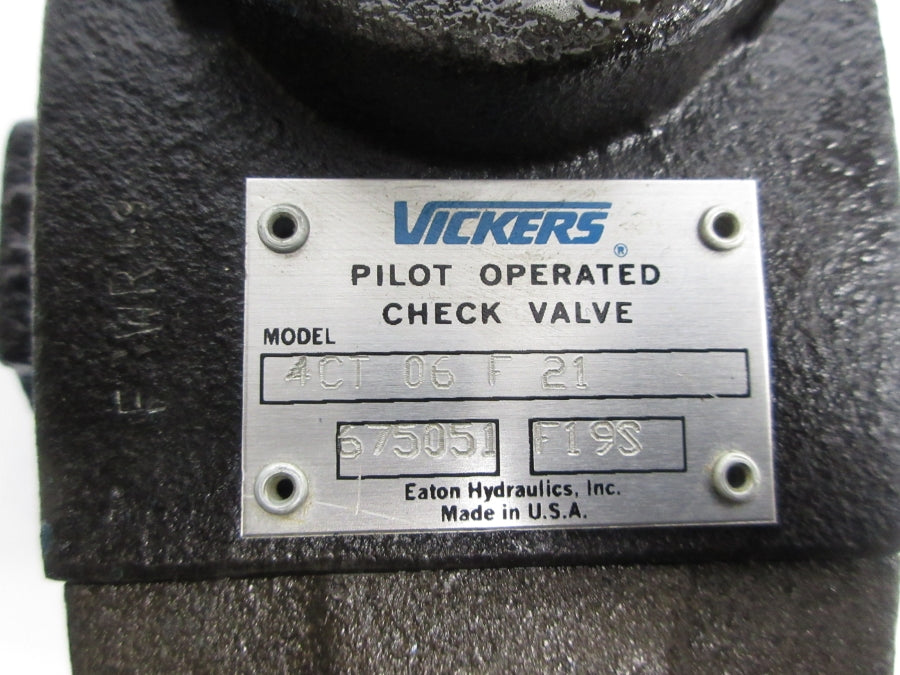 VICKERS®
PILOT OPERATED
CHECK VALVE
MODEL
4CT 06 F 21
675051 F19S
Eaton Hydraulics, Inc.
Made in U.S.A.